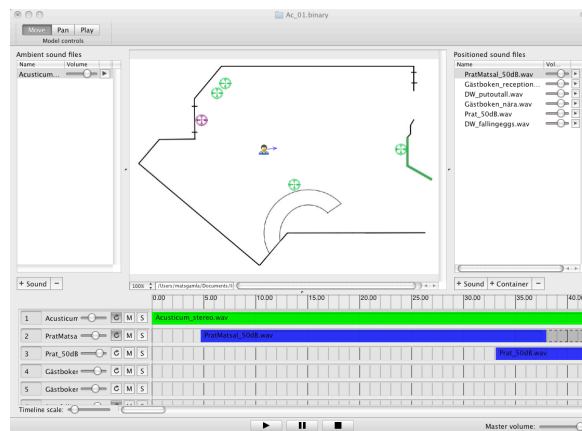 Ac_01.binary
Move Pan Play
Model controls
Ambient sound files
Name Volume
Acusticum...
Positioned sound files
Name Vol...
PratMatsal_50dB.wav
Gästboken_reception...
DW_putoutall.wav
Gästboken_nära.wav
Prat_50dB.wav
DW_fallingeggs.wav
+ Sound −
100% /Users/matsgamla/Documents/I
+ Sound + Container −
0.00 5.00 10.00 15.00 20.00 25.00 30.00 35.00 40.0
1 Acusticur M S Acusticum_stereo.wav
2 PratMatsa M S PratMatsal_50dB.wav
3 Prat_50dB M S Prat_50dB.wav
4 Gästboker M S
5 Gästboker M S
Timeline scale:
Master volume: